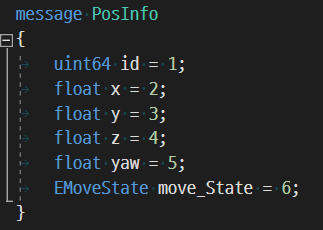 message PosInfo
{
uint64 id = 1;
float x = 2;
float y = 3;
float z = 4;
float yaw = 5;
EMoveState move_State = 6;
}